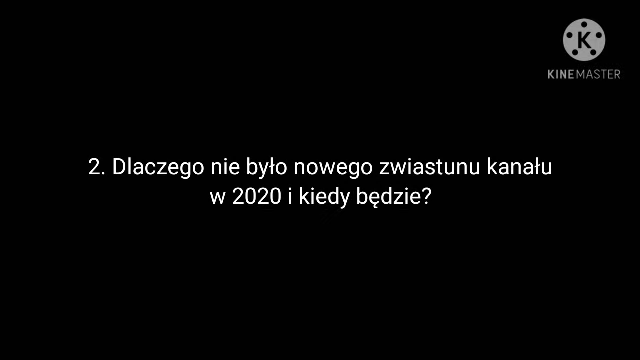 KINEMASTER
2. Dlaczego nie było nowego zwiastunu kanału
w 2020 i kiedy będzie?